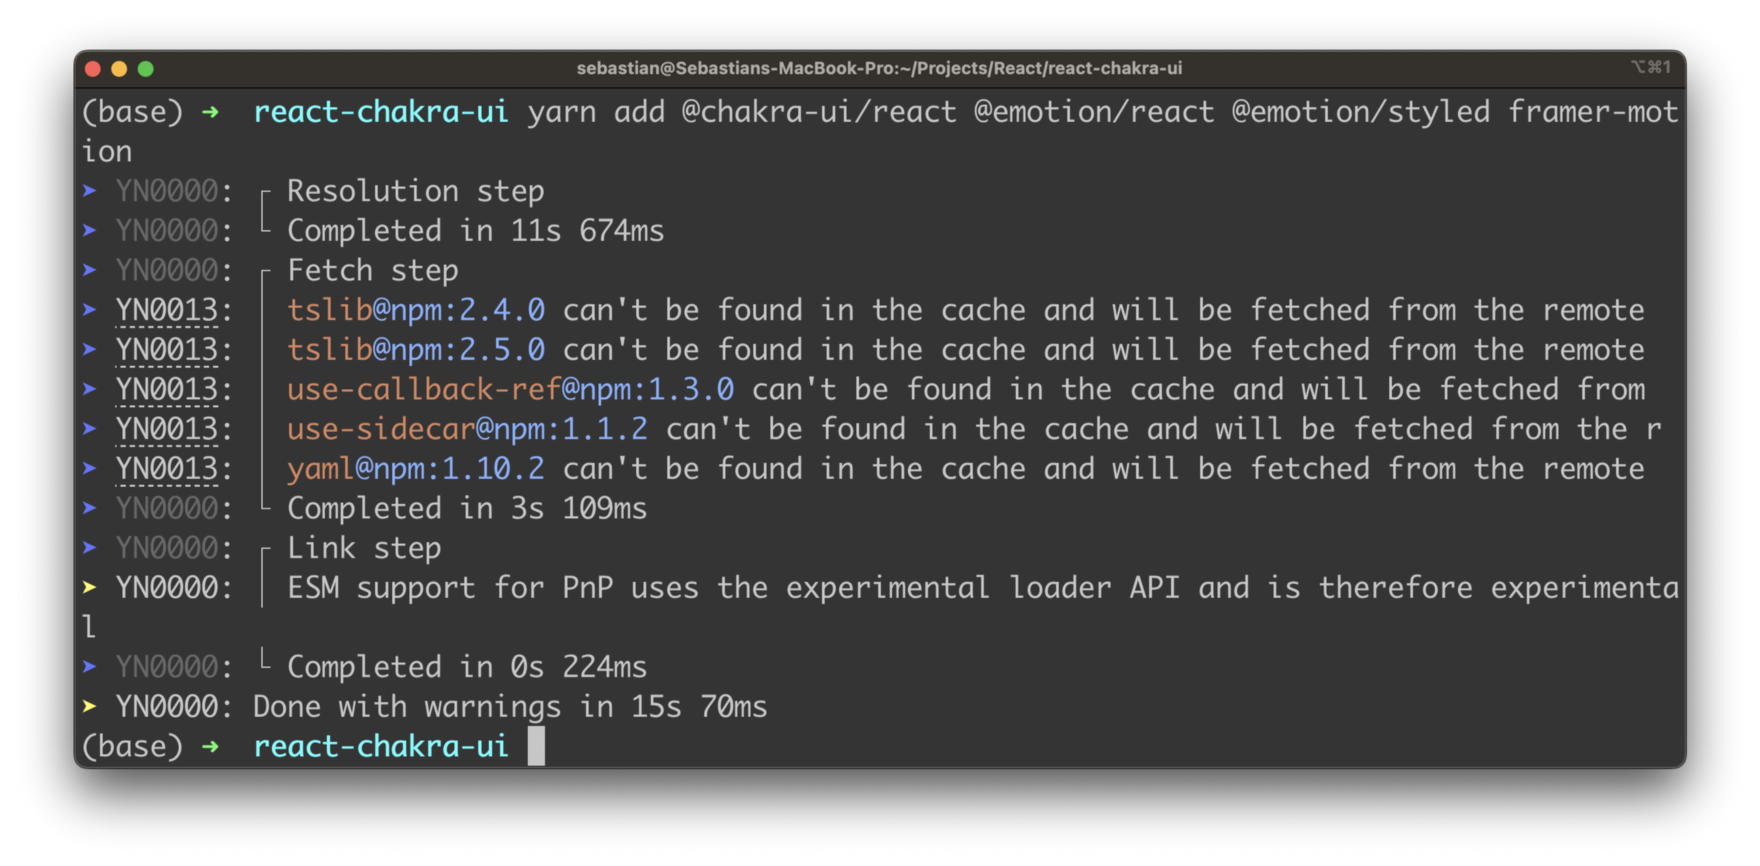 sebastian@Sebastians-MacBook-Pro:~/Projects/React/react-chakra-ui ⌥⌘1
(base) ➜ react-chakra-ui yarn add @chakra-ui/react @emotion/react @emotion/styled framer-mot
ion
➤ YN0000: ┌ Resolution step
➤ YN0000: └ Completed in 11s 674ms
➤ YN0000: ┌ Fetch step
➤ YN0013: │ tslib@npm:2.4.0 can't be found in the cache and will be fetched from the remote
➤ YN0013: │ tslib@npm:2.5.0 can't be found in the cache and will be fetched from the remote
➤ YN0013: │ use-callback-ref@npm:1.3.0 can't be found in the cache and will be fetched from
➤ YN0013: │ use-sidecar@npm:1.1.2 can't be found in the cache and will be fetched from the r
➤ YN0013: │ yaml@npm:1.10.2 can't be found in the cache and will be fetched from the remote
➤ YN0000: └ Completed in 3s 109ms
➤ YN0000: ┌ Link step
➤ YN0000: │ ESM support for PnP uses the experimental loader API and is therefore experimenta
l
➤ YN0000: └ Completed in 0s 224ms
➤ YN0000: Done with warnings in 15s 70ms
(base) ➜ react-chakra-ui